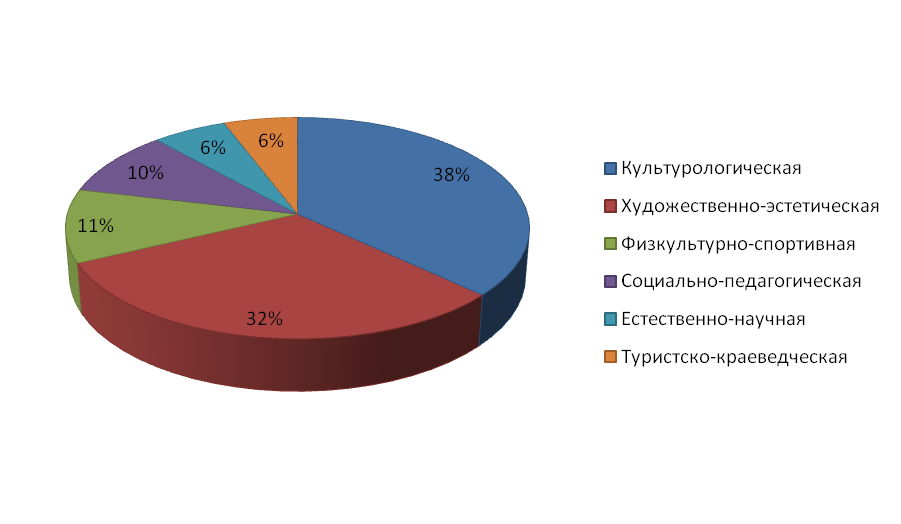 6%
6%
38%
10%
11%
32%
Культурологическая
Художественно-эстетическая
Физкультурно-спортивная
Социально-педагогическая
Естественно-научная
Туристско-краеведческая